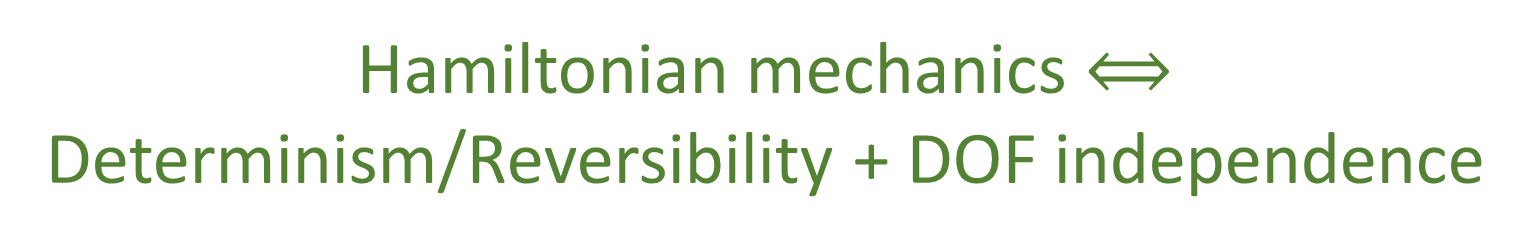 Hamiltonian mechanics ⟺
Determinism/Reversibility + DOF independence